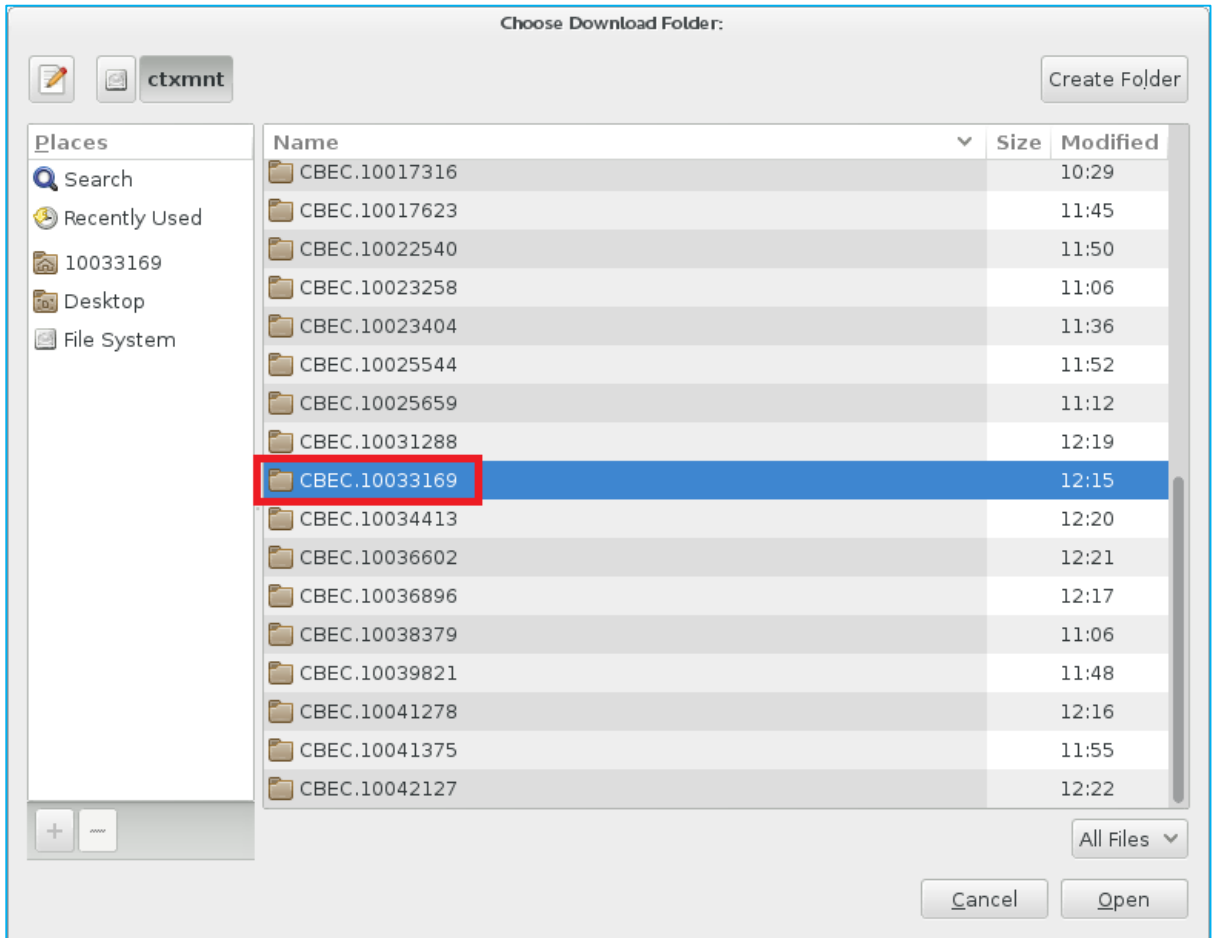 Choose Download Folder:
ctxmnt
Create Folder
Places
Search
Recently Used
10033169
Desktop
File System
Name Size Modified
CBEC.10017316 10:29
CBEC.10017623 11:45
CBEC.10022540 11:50
CBEC.10023258 11:06
CBEC.10023404 11:36
CBEC.10025544 11:52
CBEC.10025659 11:12
CBEC.10031288 12:19
CBEC.10033169 12:15
CBEC.10034413 12:20
CBEC.10036602 12:21
CBEC.10036896 12:17
CBEC.10038379 11:06
CBEC.10039821 11:48
CBEC.10041278 12:16
CBEC.10041375 11:55
CBEC.10042127 12:22
All Files
Cancel Open